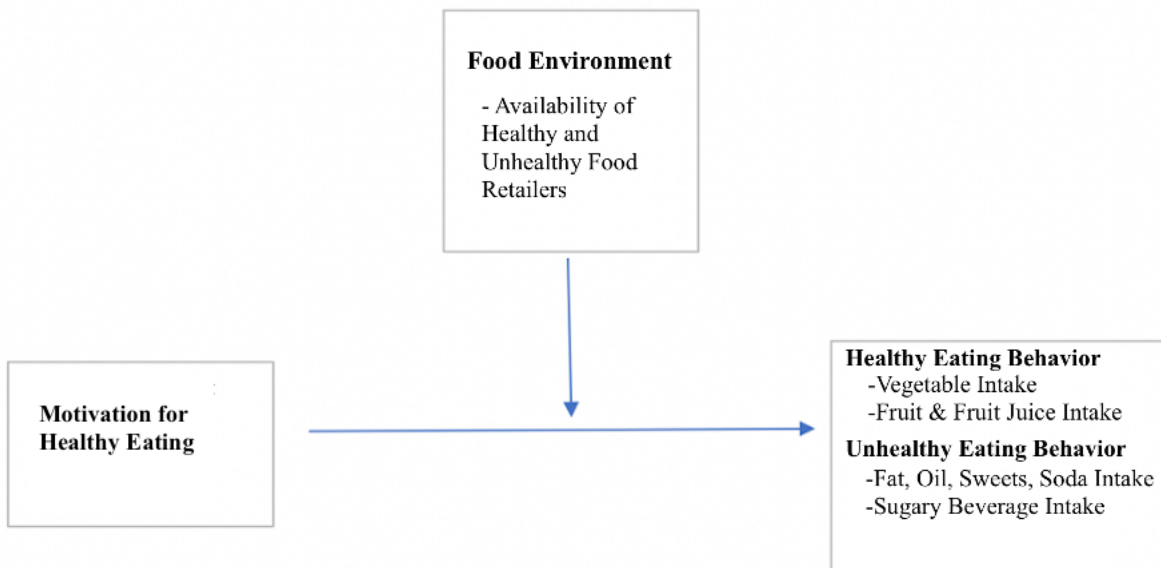 Food Environment
- Availability of
Healthy and
Unhealthy Food
Retailers
Motivation for
Healthy Eating
Healthy Eating Behavior
-Vegetable Intake
-Fruit & Fruit Juice Intake
Unhealthy Eating Behavior
-Fat, Oil, Sweets, Soda Intake
-Sugary Beverage Intake